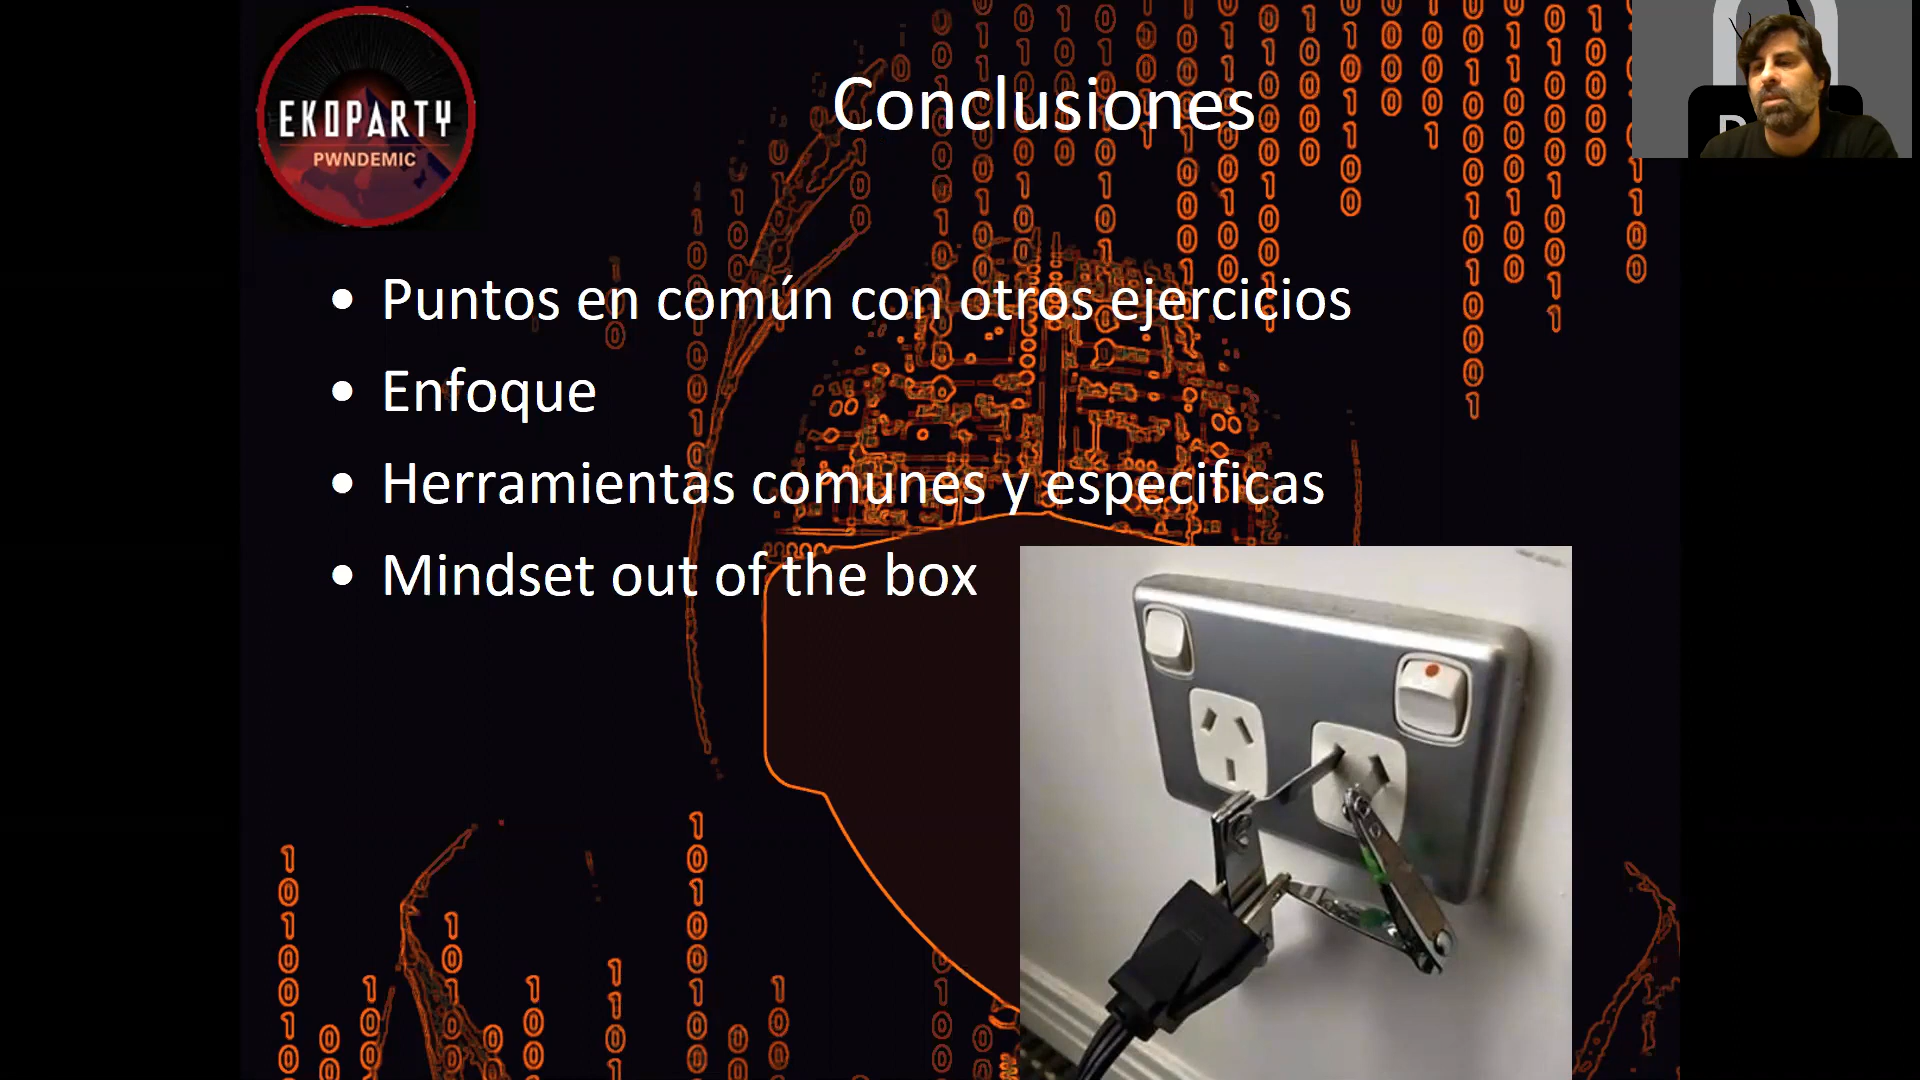 EKOPARTY
PWNDEMIC
Conclusiones
• Puntos en común con otros ejercicios
• Enfoque
• Herramientas comunes y especificas
• Mindset out of the box